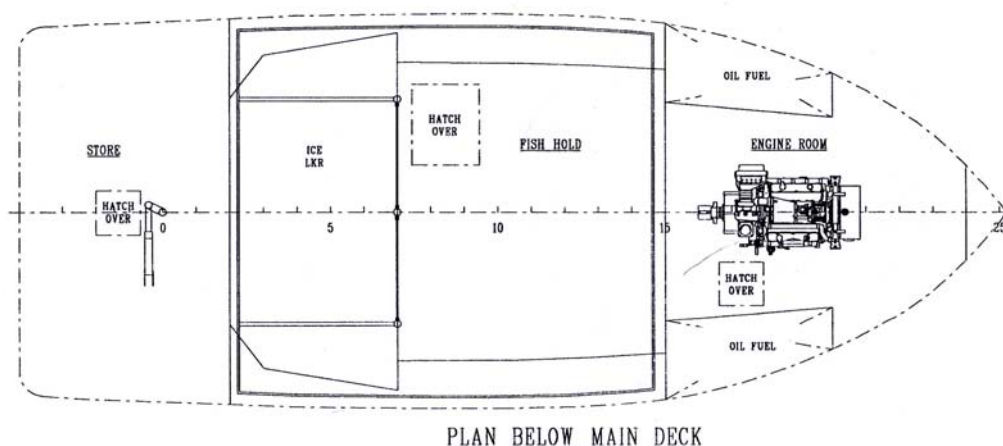 OIL FUEL
HATCH
OVER
STORE
ICE
LKR
FISH HOLD
ENGINE ROOM
HATCH
OVER
0
5
10
15
25
HATCH
OVER
OIL FUEL
PLAN BELOW MAIN DECK